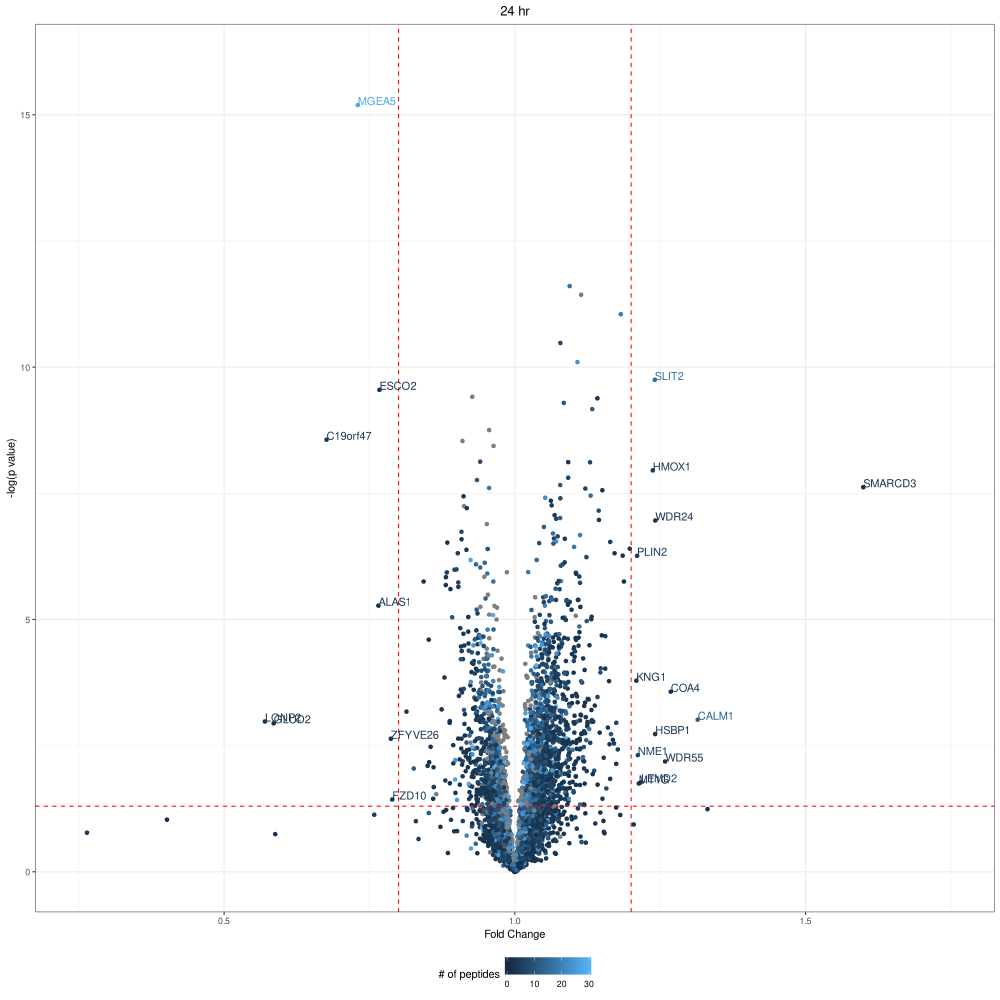 24 hr
MGEA5
15
-log(p value)
10
ESCO2
SLIT2
C19orf47
HMOX1
SMARCD3
WDR24
PLIN2
5
ALAS1
KNG1
COA4
CALM1
ZFYVE26
HSBP1
NME1
WDR55
FZD10
0
0.5
1.0
1.5
Fold Change
# of peptides
0 10 20 30